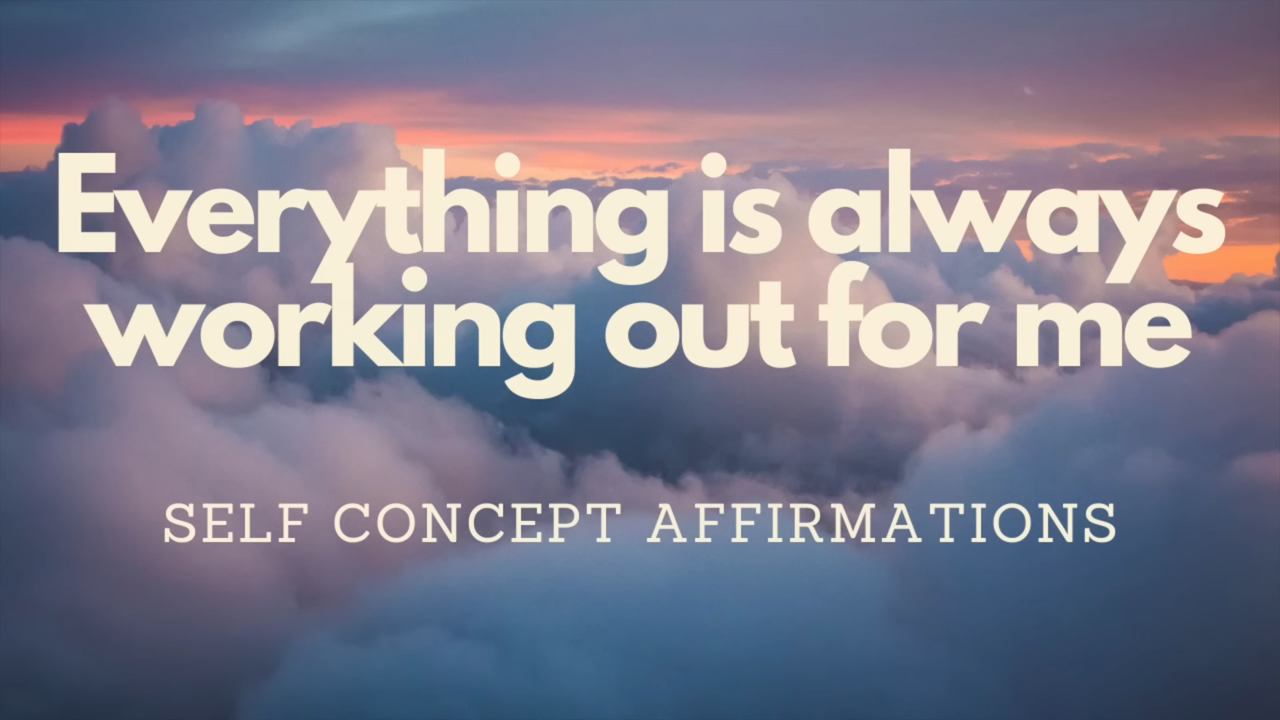 Everything is always
working out for me
SELF CONCEPT AFFIRMATIONS